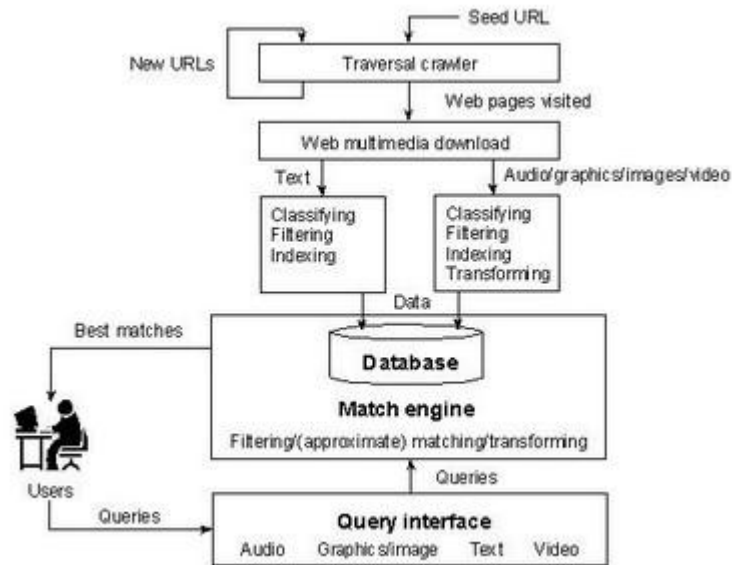 Seed URL
New URLs
Traversal crawler
Web pages visited
Web multimedia download
Text
Audio/graphics/images/video
Classifying
Filtering
Indexing
Classifying
Filtering
Indexing
Transforming
Data
Best matches
Database
Match engine
Filtering/(approximate) matching/transforming
Queries
Users
Queries
Query interface
Audio Graphics/image Text Video